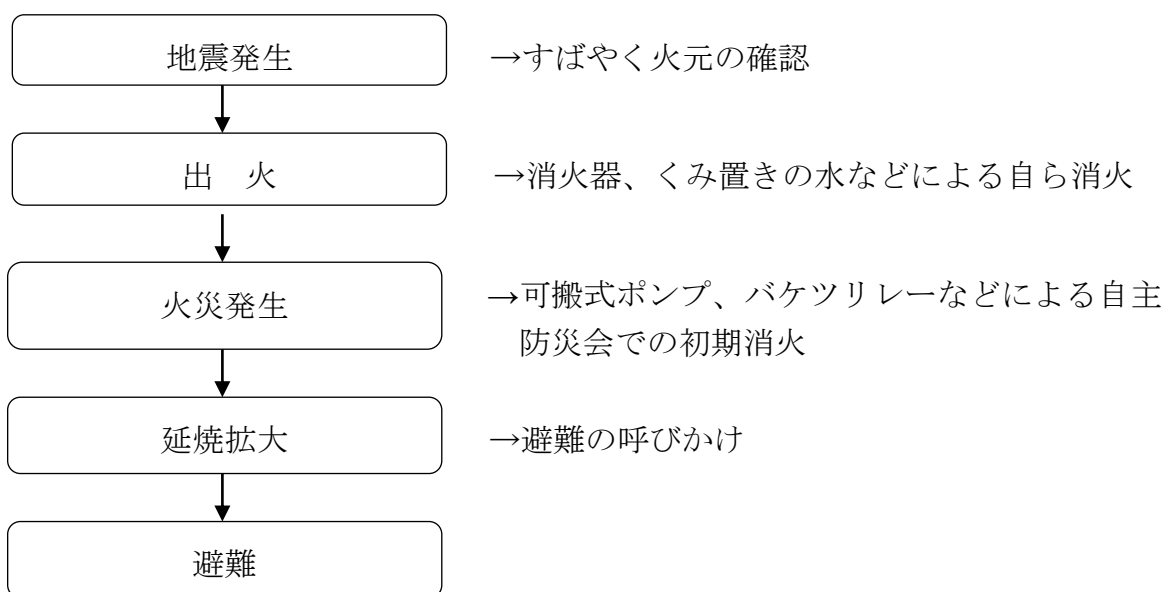 地震発生 →すばやく火元の確認
出　火 →消火器、くみ置きの水などによる自ら消火
火災発生 →可搬式ポンプ、バケツリレーなどによる自主
防災会での初期消火
延焼拡大 →避難の呼びかけ
避難